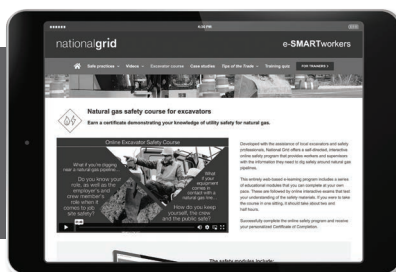 5:45 PM
nationalgrid
e-SMARTworkers
Safe practices
Videos
Excavator course
Case studies
Tips of the Trade
Training quiz
FOR TRAINERS >
Natural gas safety course for excavators
Earn a certificate demonstrating your knowledge of utility safety for natural gas.
Online Excavator Safety Course
What if you're digging
near a natural gas pipeline...
Do you know your
role, as well as the
employer's and
crew member's
role when it
comes to job
site safety?
What
if your
equipment
comes in
contact with a
natural gas line...
How do you keep
yourself, the crew
and the public safe?
Developed with the assistance of local excavators and safety
professionals, National Grid offers a self-directed, interactive
online safety program that provides workers and supervisors
with the information they need to dig safely around natural gas
pipelines.
This entirely web-based e-learning program includes a series
of educational modules that you can complete at your own
pace. These are followed by online interactive exams that test
your understanding of the safety materials. If you were to take
the course in one sitting, it should take about two and
half hours.
Successfully complete the online safety program and receive
your personalized Certificate of Completion.
The safety modules include: